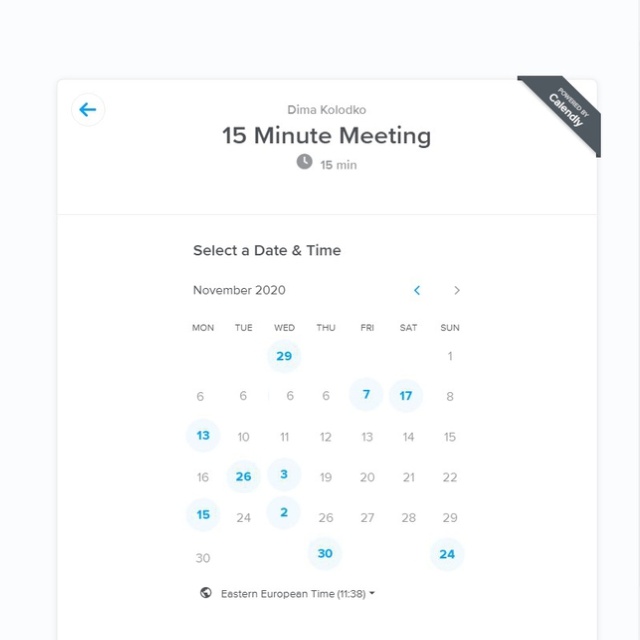 POWERED BY
Calendly
Dima Kolodko
15 Minute Meeting
15 min
Select a Date & Time
November 2020
MON TUE WED THU FRI SAT SUN
29 1
6 6 6 6 7 17 8
13 10 11 12 13 14 15
16 26 3 19 20 21 22
15 24 2 26 27 28 29
30 30 24
Eastern European Time (11:38)